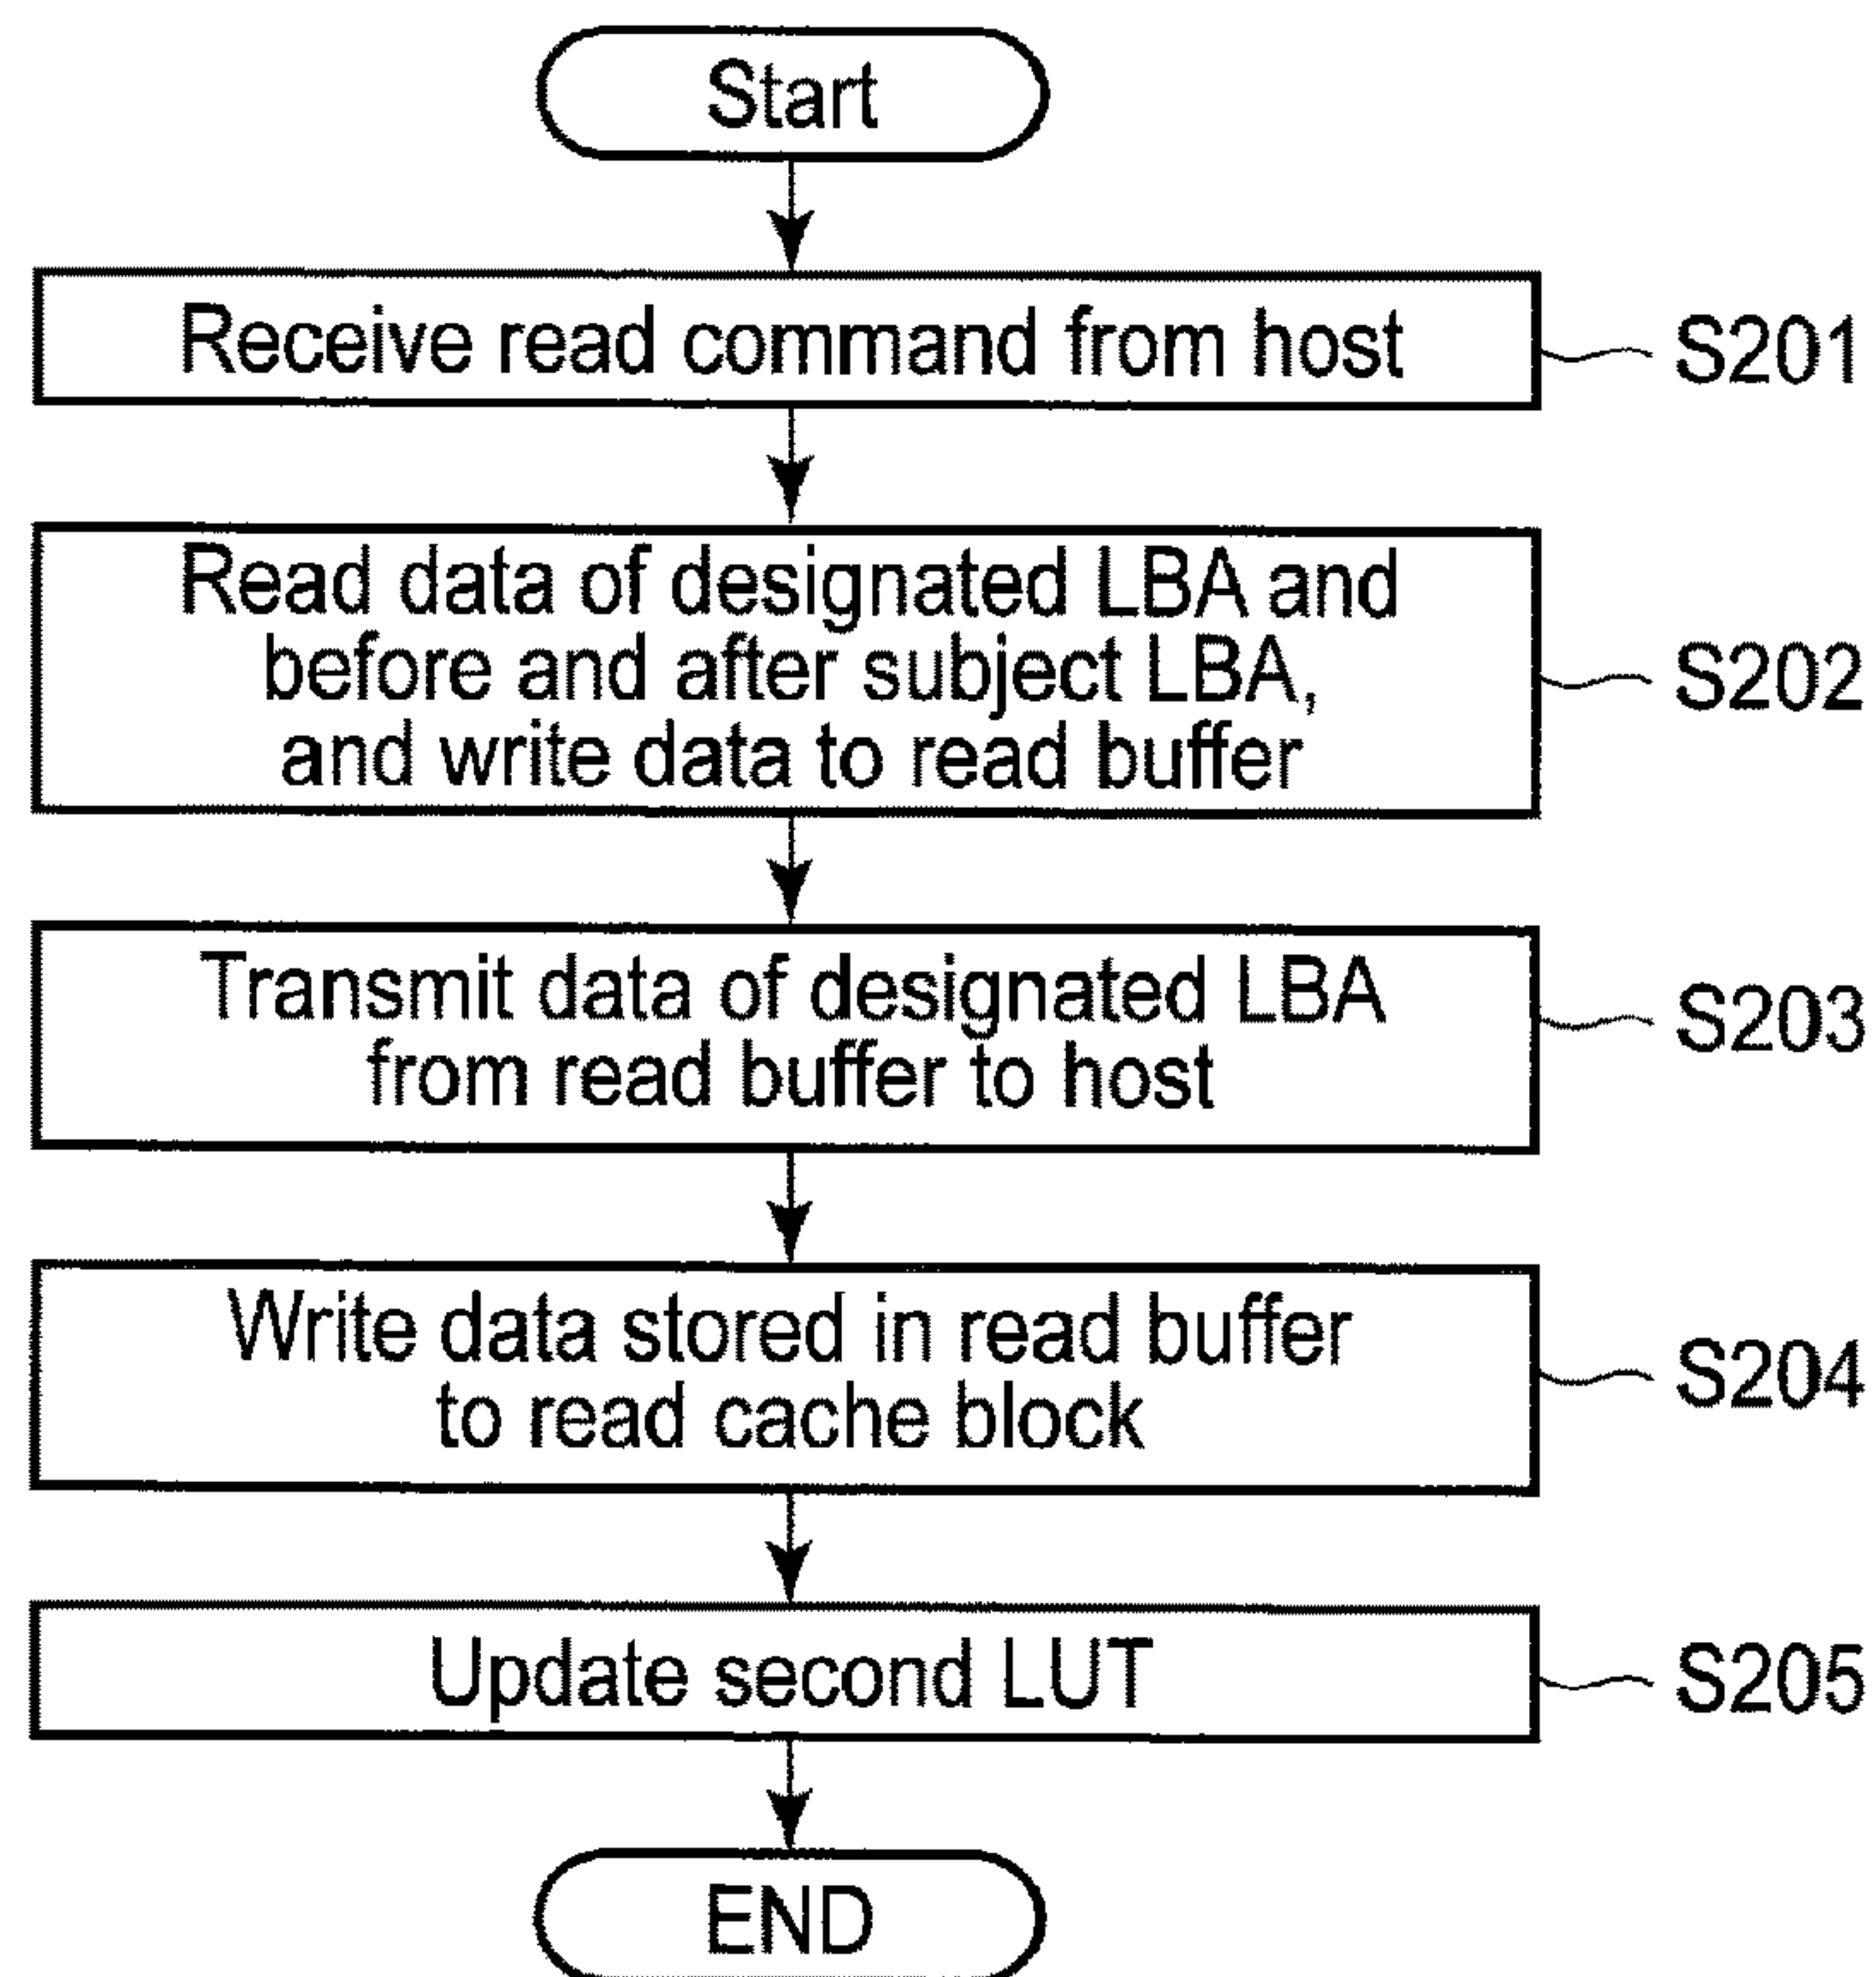 Start
Receive read command from host
S201
Read data of designated LBA and
before and after subject LBA,
and write data to read buffer
S202
Transmit data of designated LBA
from read buffer to host
S203
Write data stored in read buffer
to read cache block
S204
Update second LUT
S205
END